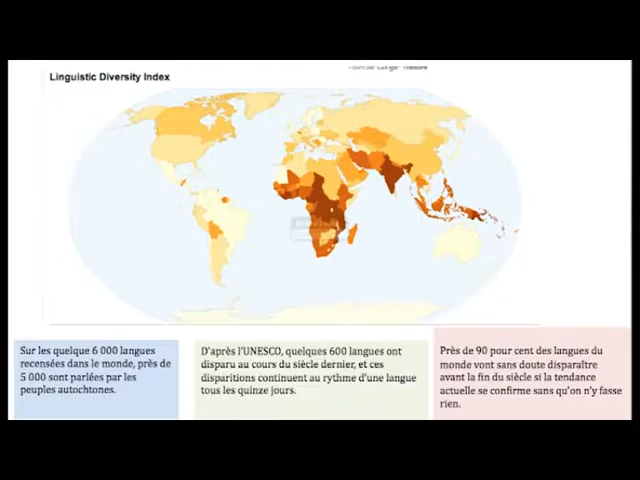 Linguistic Diversity Index
Sur les quelque 6 000 langues
recensées dans le monde, près de
5 000 sont parlées par les
peuples autochtones.
D'après l'UNESCO, quelques 600 langues ont
disparu au cours du siècle dernier, et ces
disparitions continuent au rythme d'une langue
tous les quinze jours.
Près de 90 pour cent des langues du
monde vont sans doute disparaître
avant la fin du siècle si la tendance
actuelle se confirme sans qu'on n'y fasse
rien.